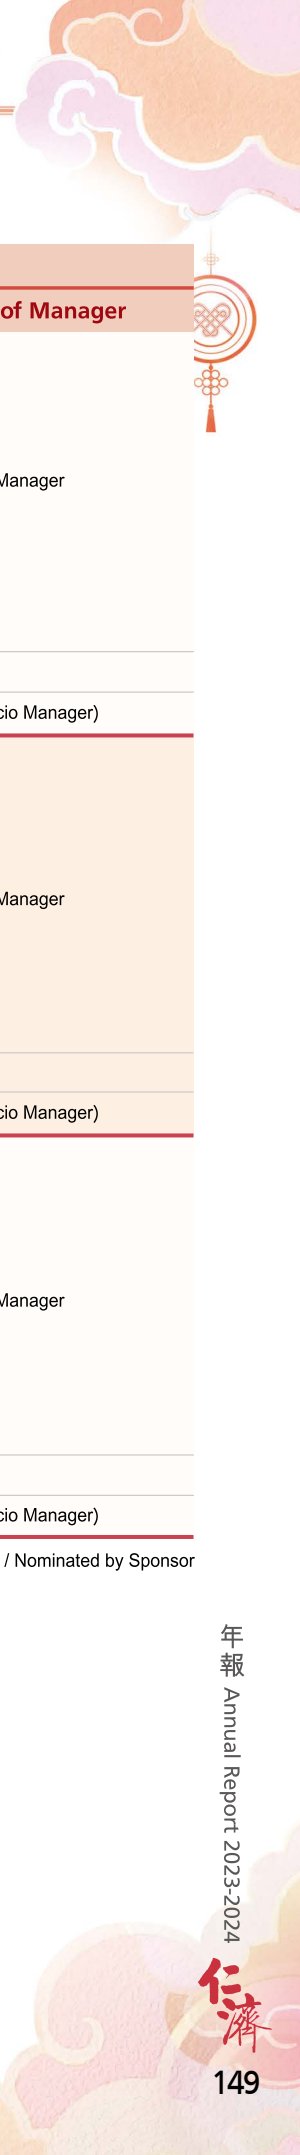 of Manager
Manager
cio Manager)
Manager
cio Manager)
Manager
cio Manager)
/ Nominated by Sponsor
年報 Annual Report 2023-2024
仁濟
149